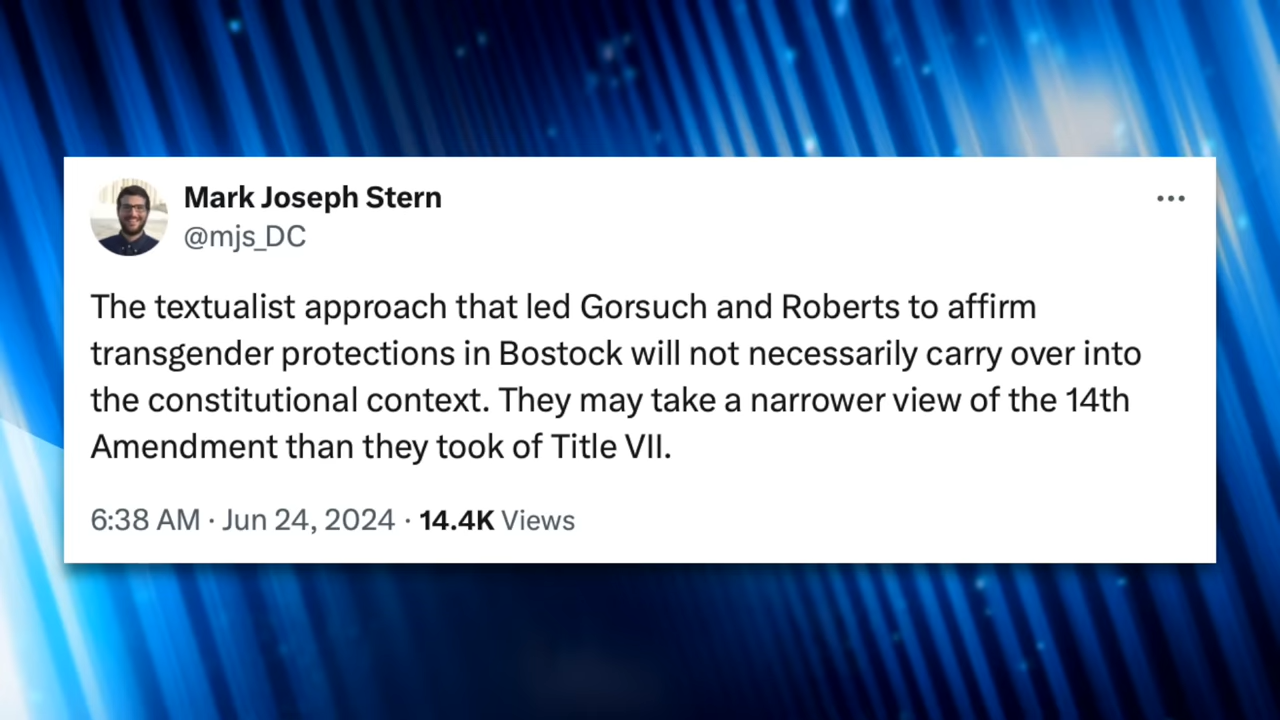 Mark Joseph Stern
@mjs_DC
The textualist approach that led Gorsuch and Roberts to affirm
transgender protections in Bostock will not necessarily carry over into
the constitutional context. They may take a narrower view of the 14th
Amendment than they took of Title VII.
6:38 AM · Jun 24, 2024 · 14.4K Views